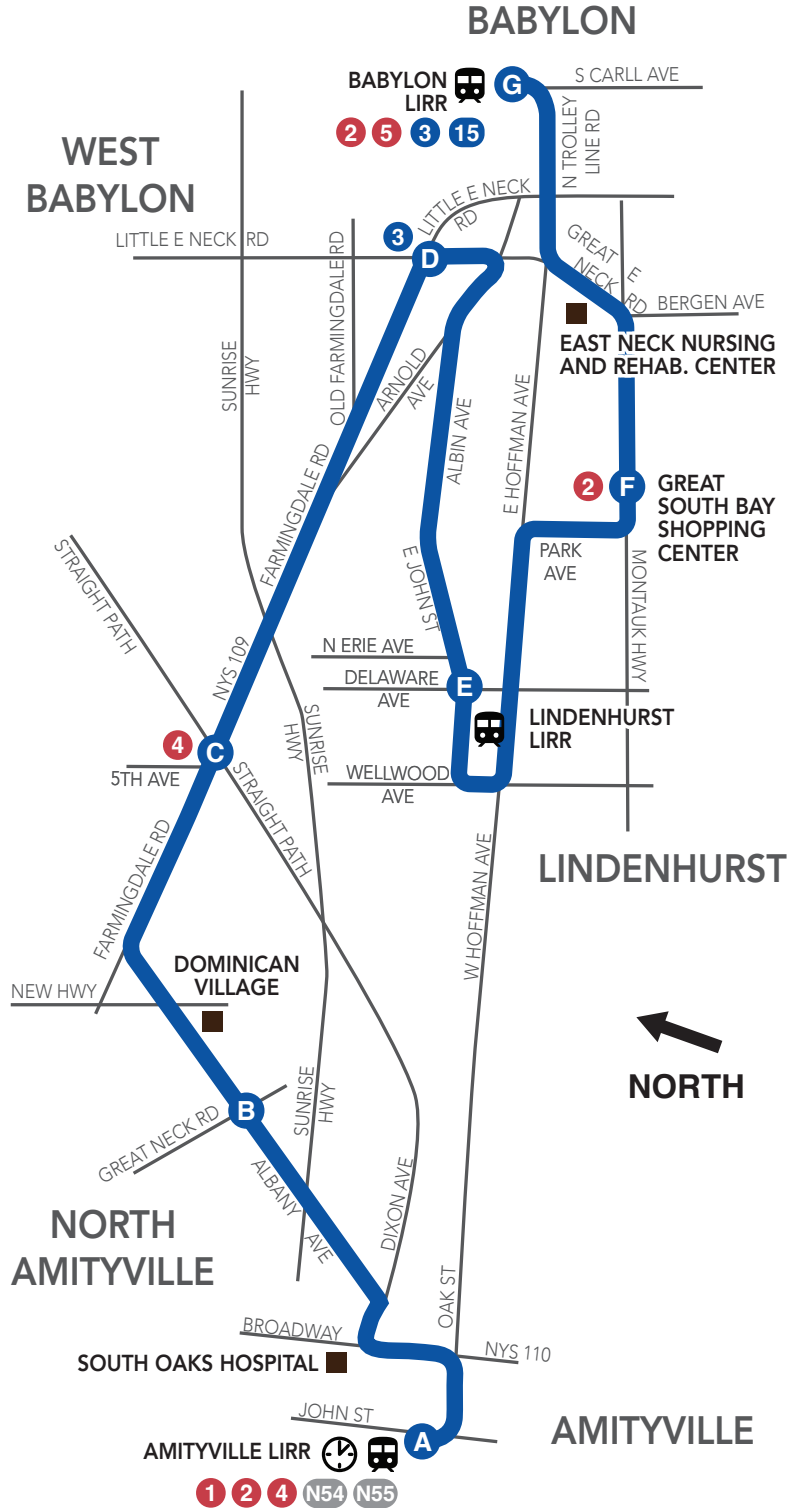 BABYLON
BABYLON
LIRR
G
S CARLL AVE
2 5 3 15
N TROLLEY
LINE RD
WEST
BABYLON
LITTLE E NECK
RD
LITTLE E NECK RD
3
D
OLD FARMINGDALE RD
GREAT E
NECK RD
BERGEN AVE
SUNRISE
HWY
ARNOLD
AVE
EAST NECK NURSING
AND REHAB. CENTER
ALBIN AVE
E HOFFMAN AVE
FARMINGDALE RD
2
F
GREAT
SOUTH BAY
SHOPPING
CENTER
PARK
AVE
STRAIGHT PATH
E JOHN ST
MONTAUK HWY
NYS 109
N ERIE AVE
DELAWARE
AVE
E
SUNRISE
HWY
LINDENHURST
LIRR
4
C
5TH AVE
WELLWOOD
AVE
STRAIGHT PATH
FARMINGDALE RD
LINDENHURST
W HOFFMAN AVE
DOMINICAN
VILLAGE
NEW HWY
NORTH
B
GREAT NECK RD
SUNRISE
HWY
ALBANY
AVE
DIXON AVE
NORTH
AMITYVILLE
OAK ST
BROADWAY
NYS 110
SOUTH OAKS HOSPITAL
JOHN ST
A
AMITYVILLE
AMITYVILLE LIRR
1 2 4 N54 N55